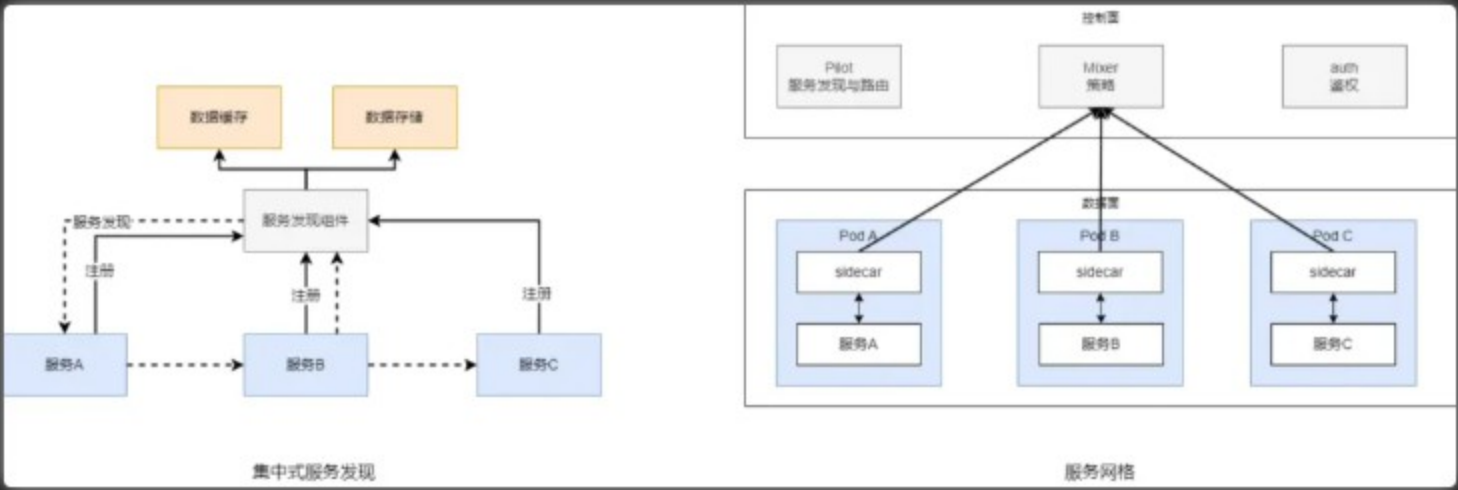 数据缓存
数据存储
服务发现组件
服务发现
注册
注册
注册
服务A
服务B
服务C
集中式服务发现
控制面
Pilot
服务发现与路由
Mixer
策略
auth
鉴权
数据面
Pod A
sidecar
服务A
Pod B
sidecar
服务B
Pod C
sidecar
服务C
服务网格